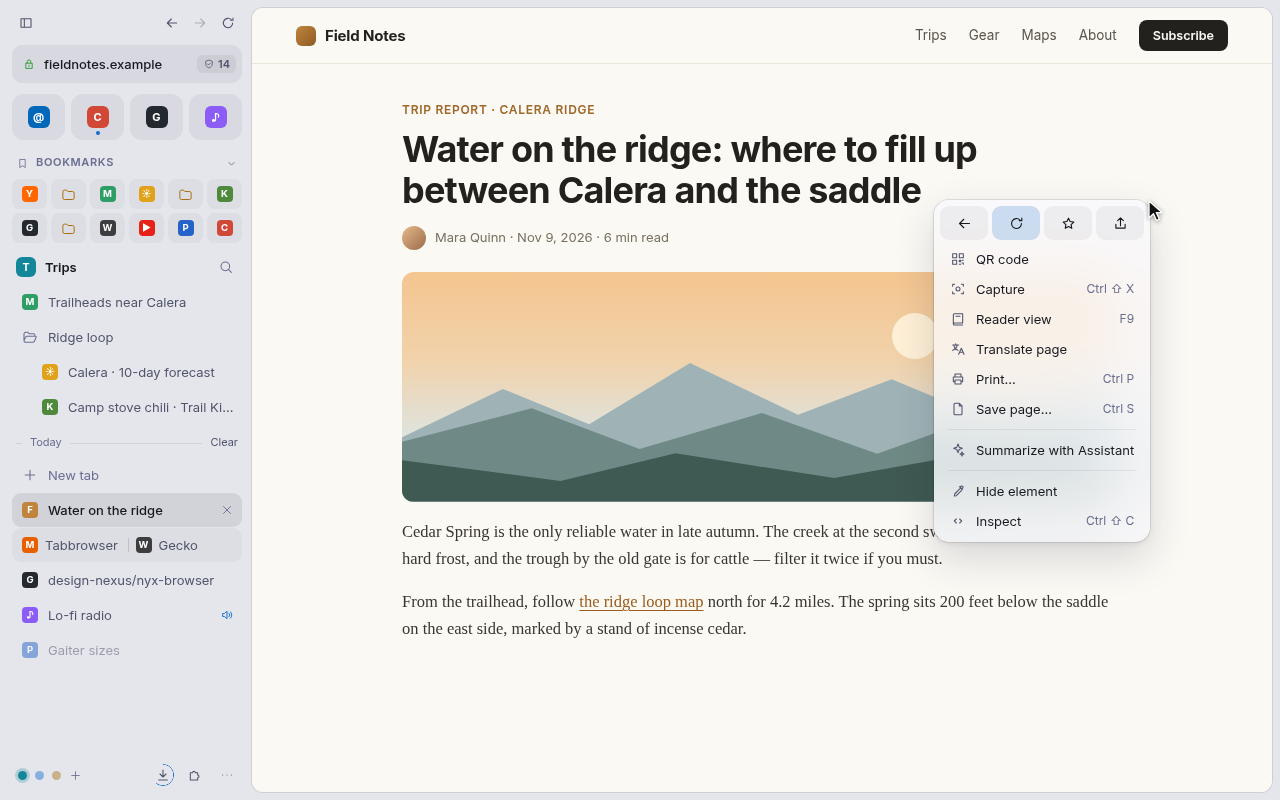 fieldnotes.example
14
@
C
G
BOOKMARKS
Y
M
K
G
W
P
C
T
Trips
M
Trailheads near Calera
Ridge loop
Calera · 10-day forecast
K
Camp stove chili · Trail Ki...
Today
Clear
New tab
F
Water on the ridge
M
Tabbrowser
W
Gecko
G
design-nexus/nyx-browser
Lo-fi radio
P
Gaiter sizes
Field Notes
Trips
Gear
Maps
About
Subscribe
TRIP REPORT · CALERA RIDGE
Water on the ridge: where to fill up
between Calera and the saddle
Mara Quinn · Nov 9, 2026 · 6 min read
Cedar Spring is the only reliable water in late autumn. The creek at the second
hard frost, and the trough by the old gate is for cattle — filter it twice if you must.
From the trailhead, follow the ridge loop map north for 4.2 miles. The spring sits 200 feet below the saddle
on the east side, marked by a stand of incense cedar.
QR code
Capture Ctrl ⇧ X
Reader view F9
Translate page
Print... Ctrl P
Save page... Ctrl S
Summarize with Assistant
Hide element
Inspect Ctrl ⇧ C